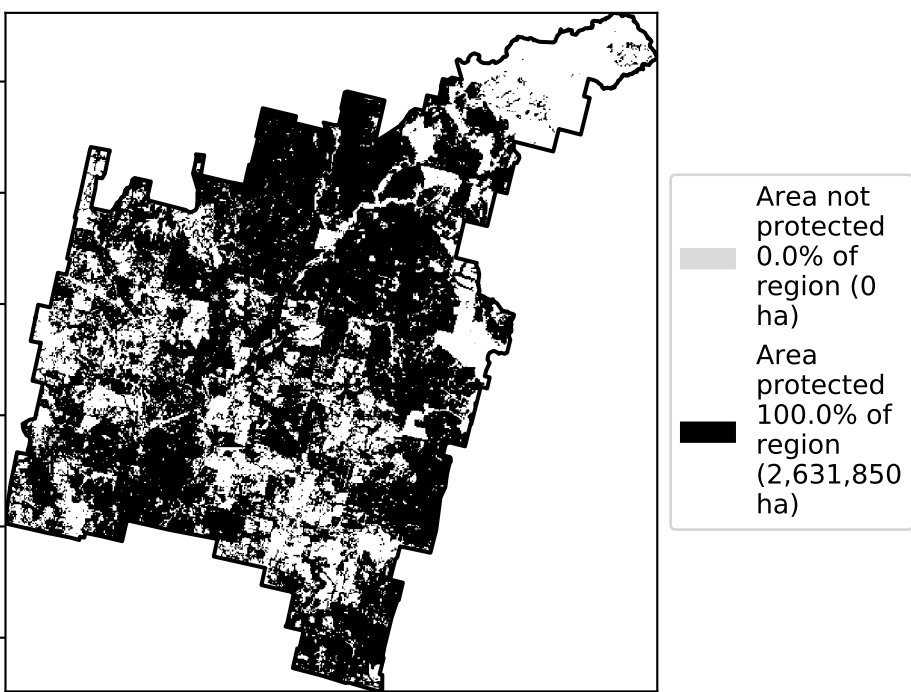 Area not
protected
0.0% of
region (0
ha)
Area
protected
100.0% of
region
(2,631,850
ha)